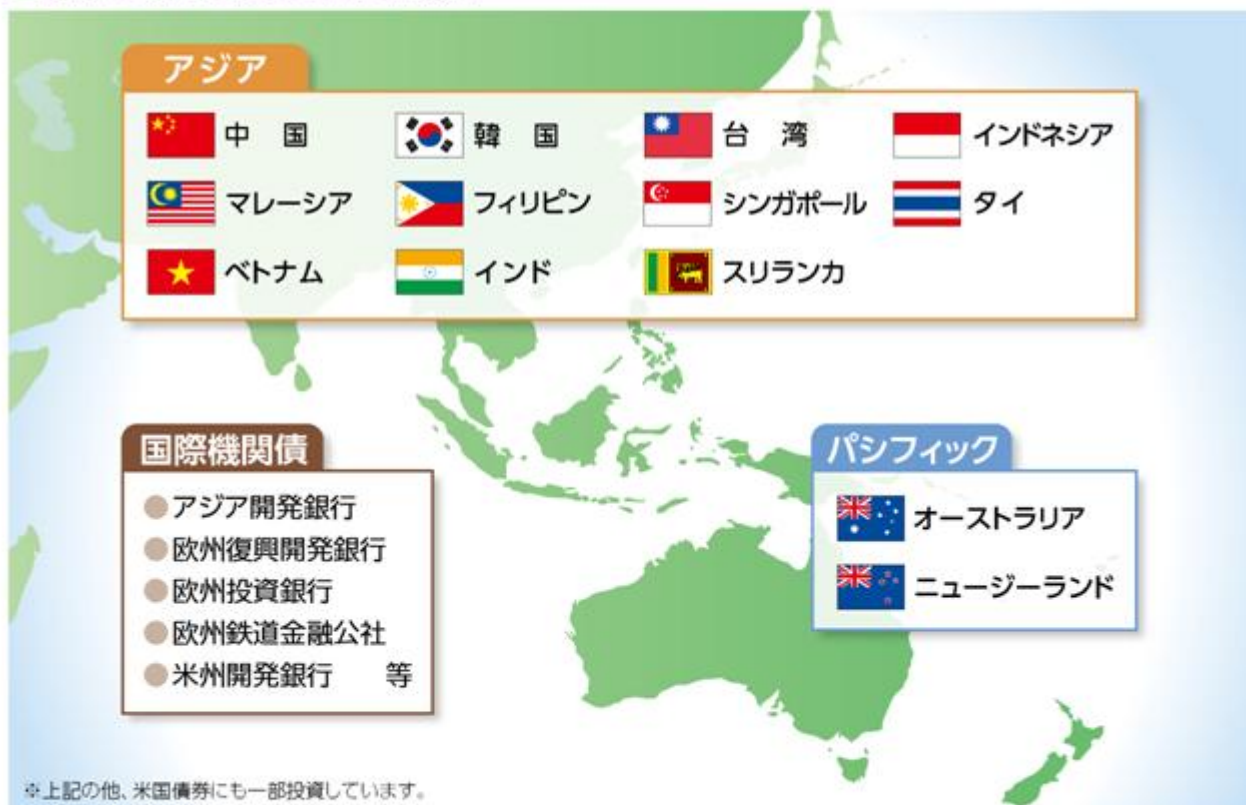 アジア
中 国 韓 国 台 湾 インドネシア
マレーシア フィリピン シンガポール タイ
ベトナム インド スリランカ
国際機関債
●アジア開発銀行
●欧州復興開発銀行
●欧州投資銀行
●欧州鉄道金融公社
●米州開発銀行 等
パシフィック
オーストラリア
ニュージーランド
※上記の他、米国債券にも一部投資しています。